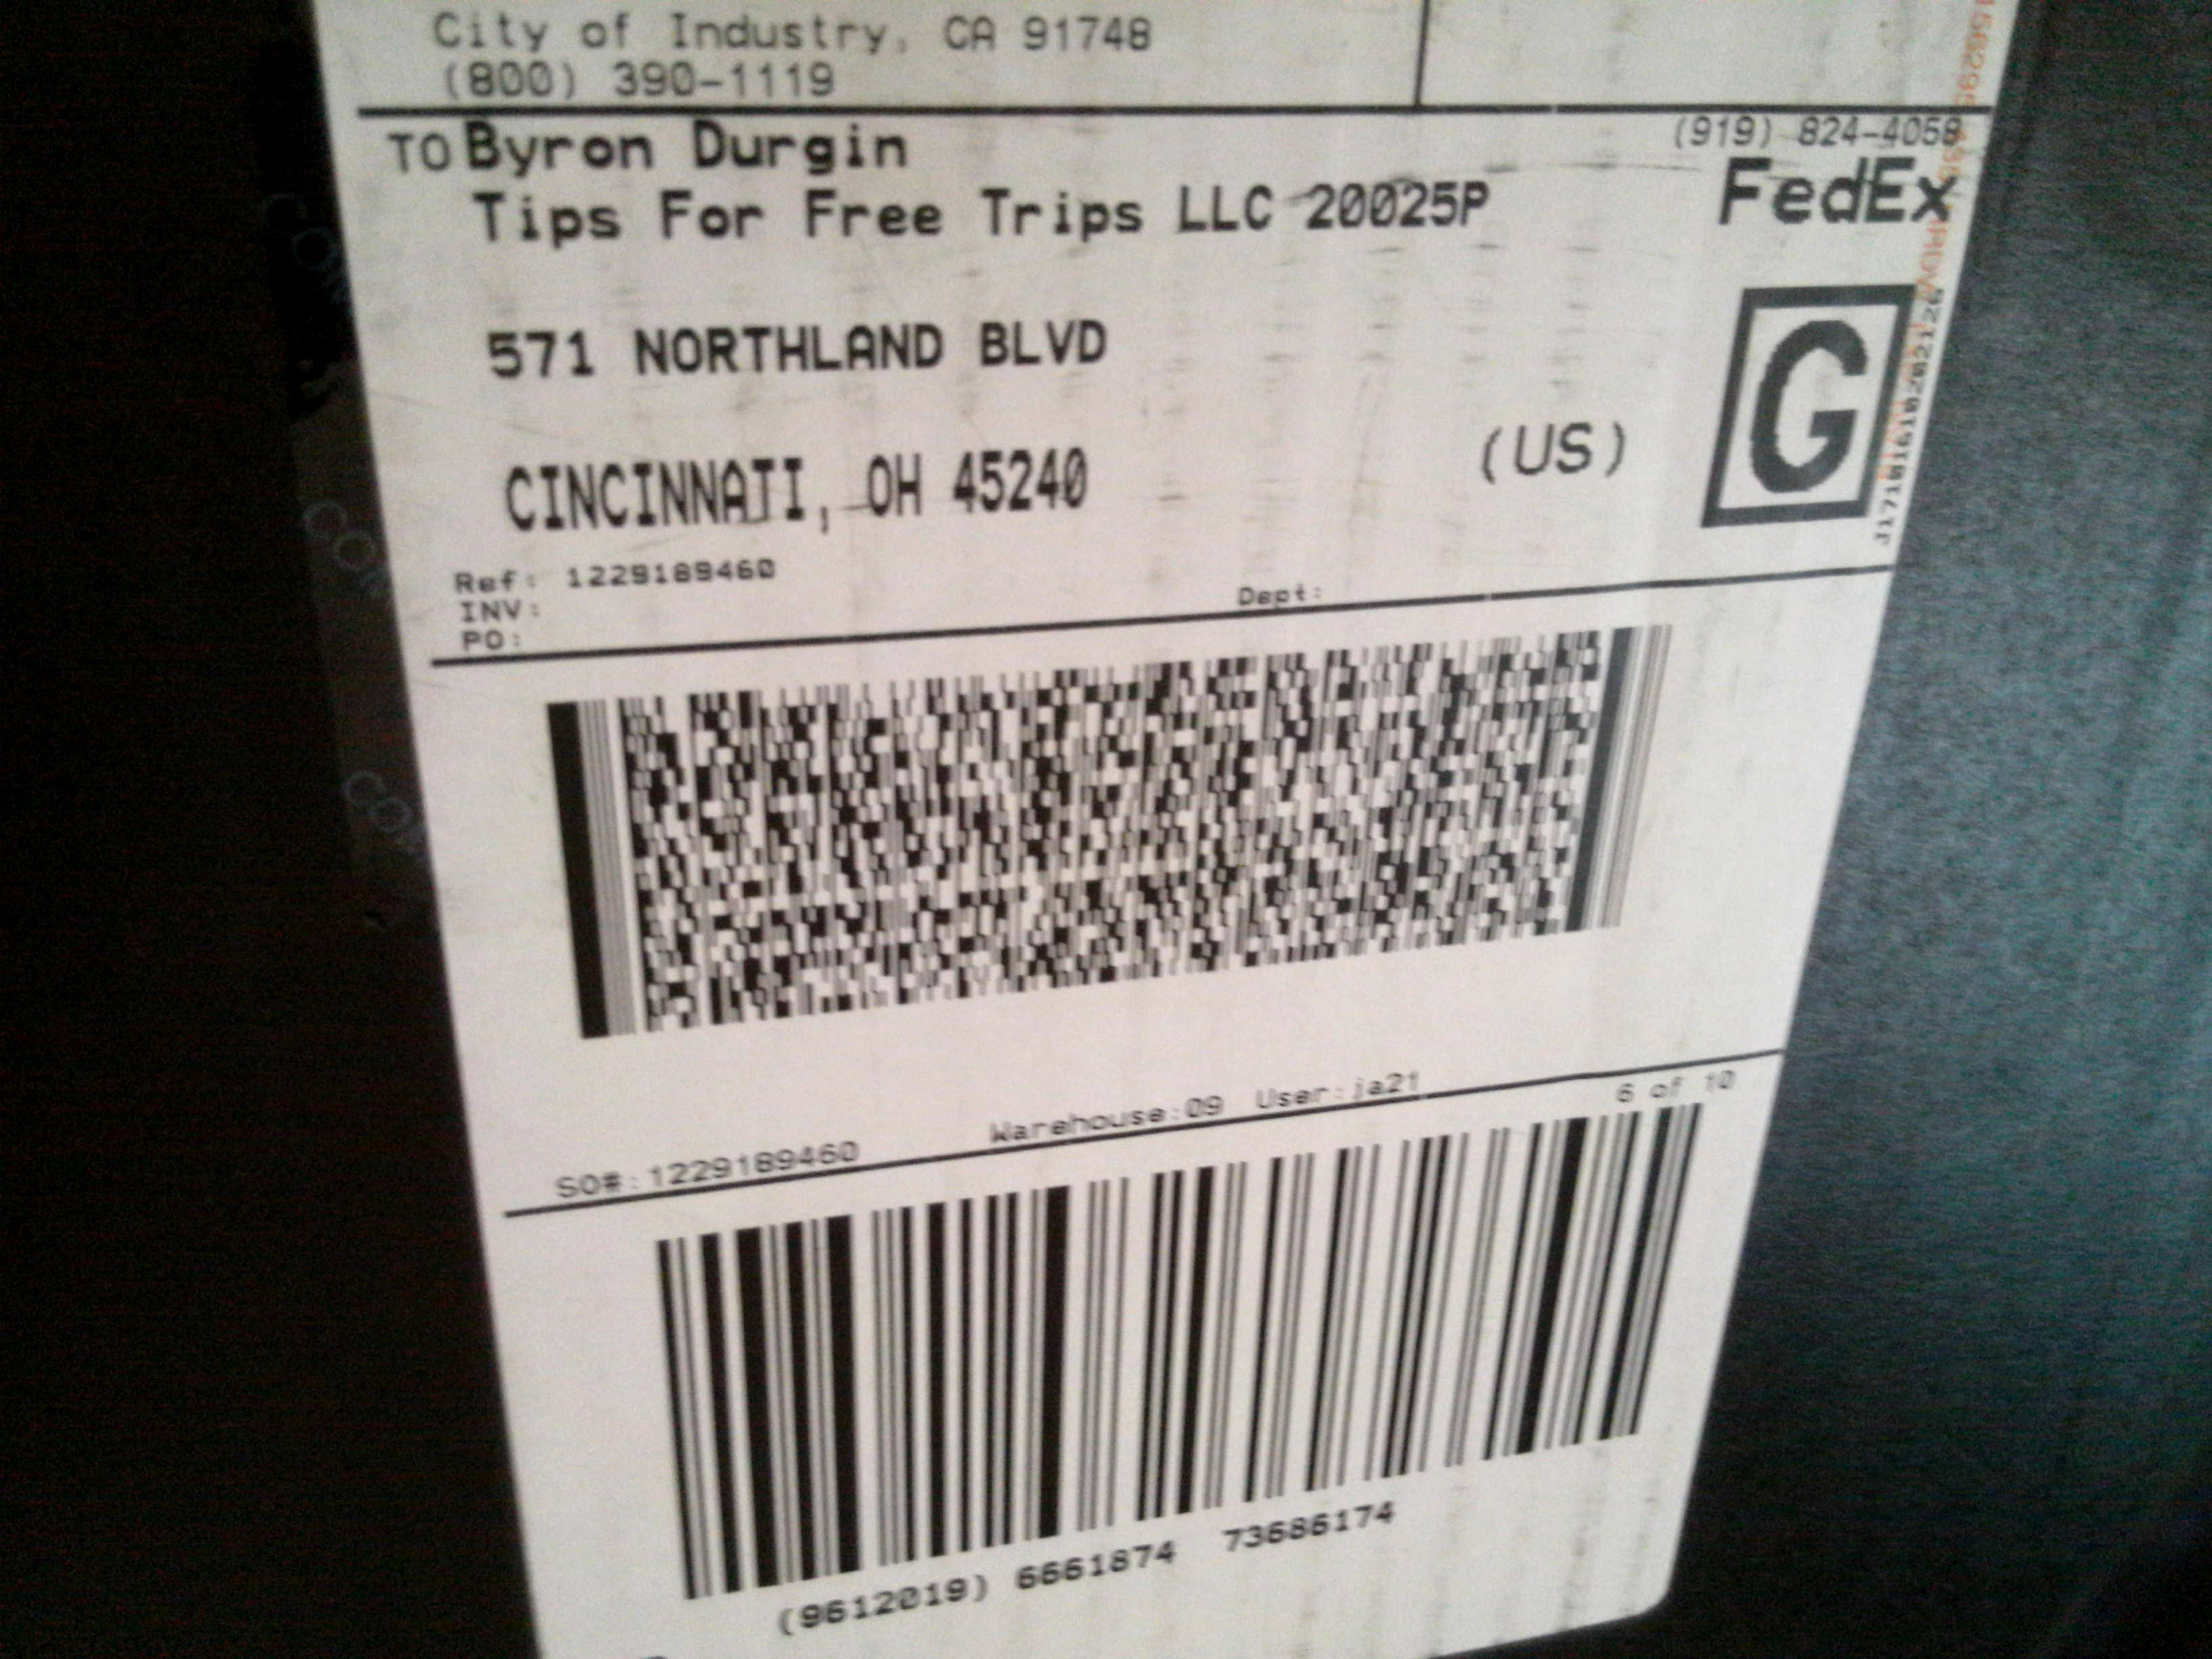 City of Industry, CA 91748
(800) 390-1119
(919) 824-4058
TO Byron Durgin
FedEx
Tips For Free Trips LLC 20025P
571 NORTHLAND BLVD
G
(US)
CINCINNATI, OH 45240
Ref: 1229189460
INV:
Dept:
PO:
6 of 10
Warehouse:09 User:ja21
SO#:1229189460
(9612019) 6661874 73686174